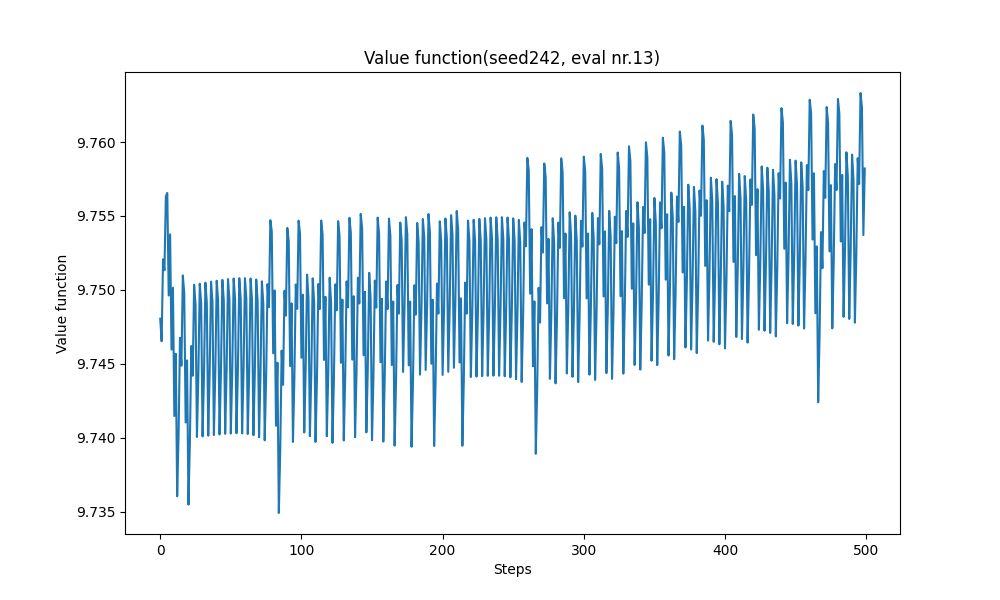 Value function(seed242, eval nr.13)
9.760
9.755
9.750
9.745
9.740
9.735
Value function
0 100 200 300 400 500
Steps